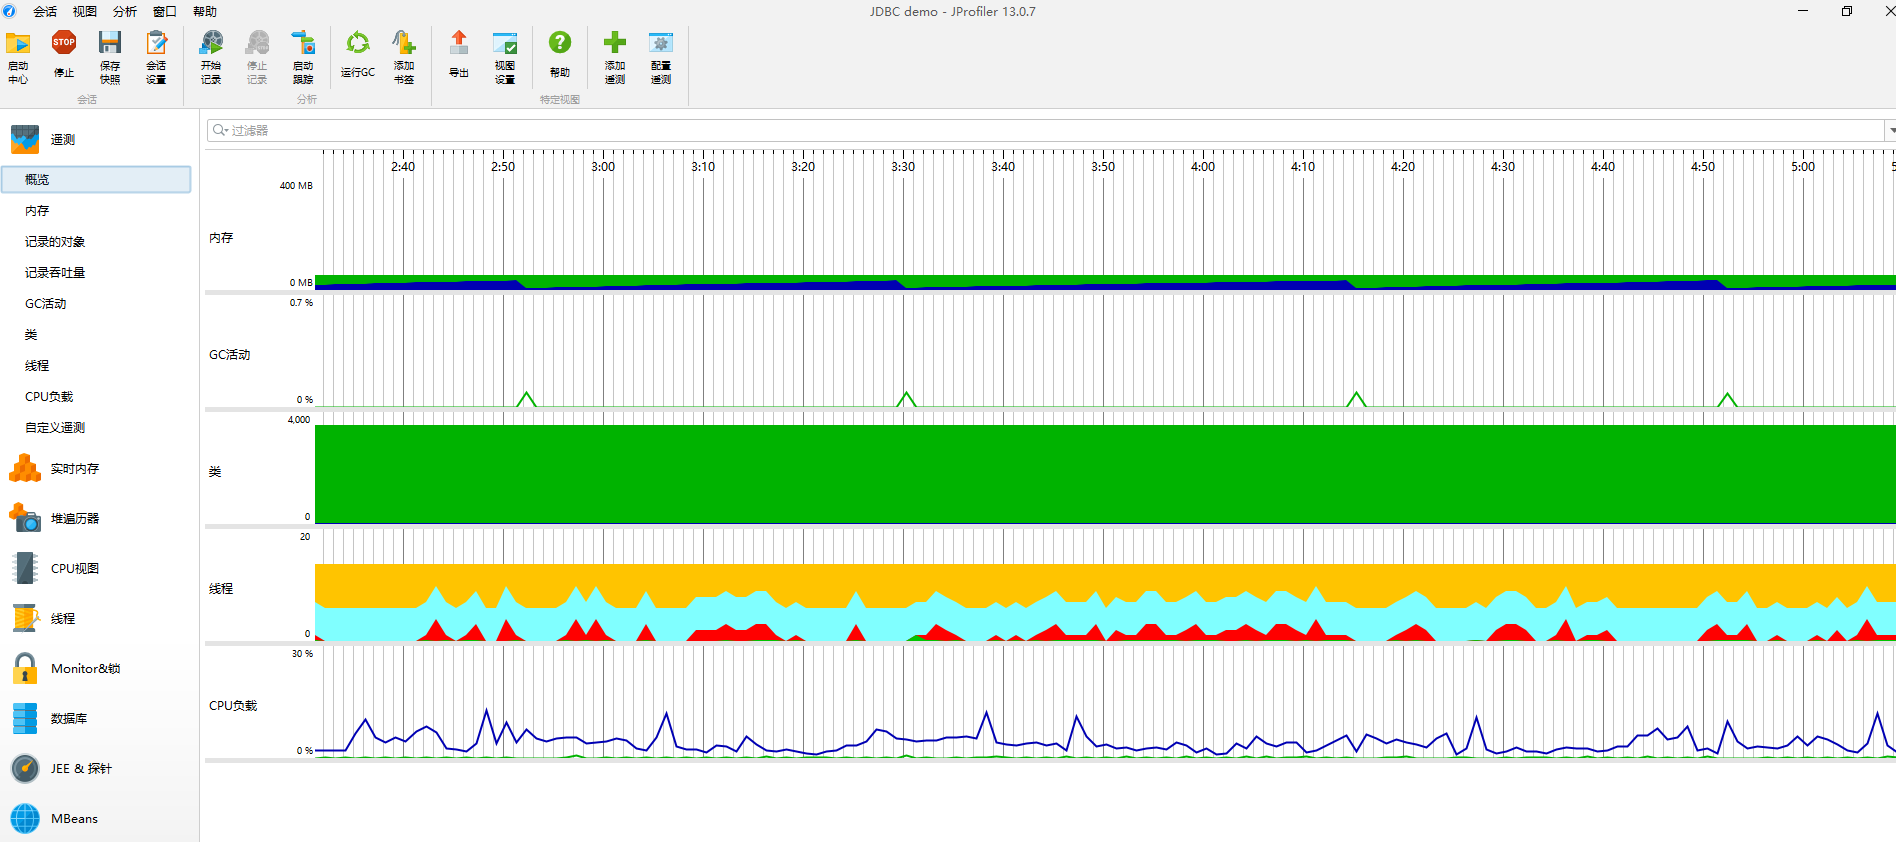 会话 视图 分析 窗口 帮助
JDBC demo - JProfiler 13.0.7
启动中心
停止
保存快照
会话设置
开始记录
停止记录
启动跟踪
运行GC
添加书签
导出
视图设置
帮助
添加遥测
配置遥测
会话
分析
特定视图
遥测
概览
内存
记录的对象
记录吞吐量
GC活动
类
线程
CPU负载
自定义遥测
实时内存
堆遍历器
CPU视图
线程
Monitor&锁
数据库
JEE & 探针
MBeans
过滤器
2:40 2:50 3:00 3:10 3:20 3:30 3:40 3:50 4:00 4:10 4:20 4:30 4:40 4:50 5:00
400 MB
内存
0 MB
0.7 %
GC活动
0 %
4,000
类
0
20
线程
0
30 %
CPU负载
0 %